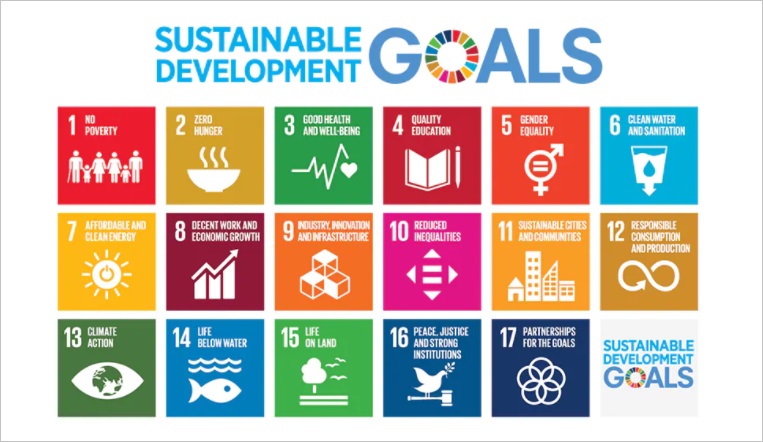 SUSTAINABLE
DEVELOPMENT
GOALS
1 NO
POVERTY
2 ZERO
HUNGER
3 GOOD HEALTH
AND WELL-BEING
4 QUALITY
EDUCATION
5 GENDER
EQUALITY
6 CLEAN WATER
AND SANITATION
7 AFFORDABLE AND
CLEAN ENERGY
8 DECENT WORK AND
ECONOMIC GROWTH
9 INDUSTRY, INNOVATION
AND INFRASTRUCTURE
10 REDUCED
INEQUALITIES
11 SUSTAINABLE CITIES
AND COMMUNITIES
12 RESPONSIBLE
CONSUMPTION
AND PRODUCTION
13 CLIMATE
ACTION
14 LIFE
BELOW WATER
15 LIFE
ON LAND
16 PEACE, JUSTICE
AND STRONG
INSTITUTIONS
17 PARTNERSHIPS
FOR THE GOALS
SUSTAINABLE
DEVELOPMENT
GOALS